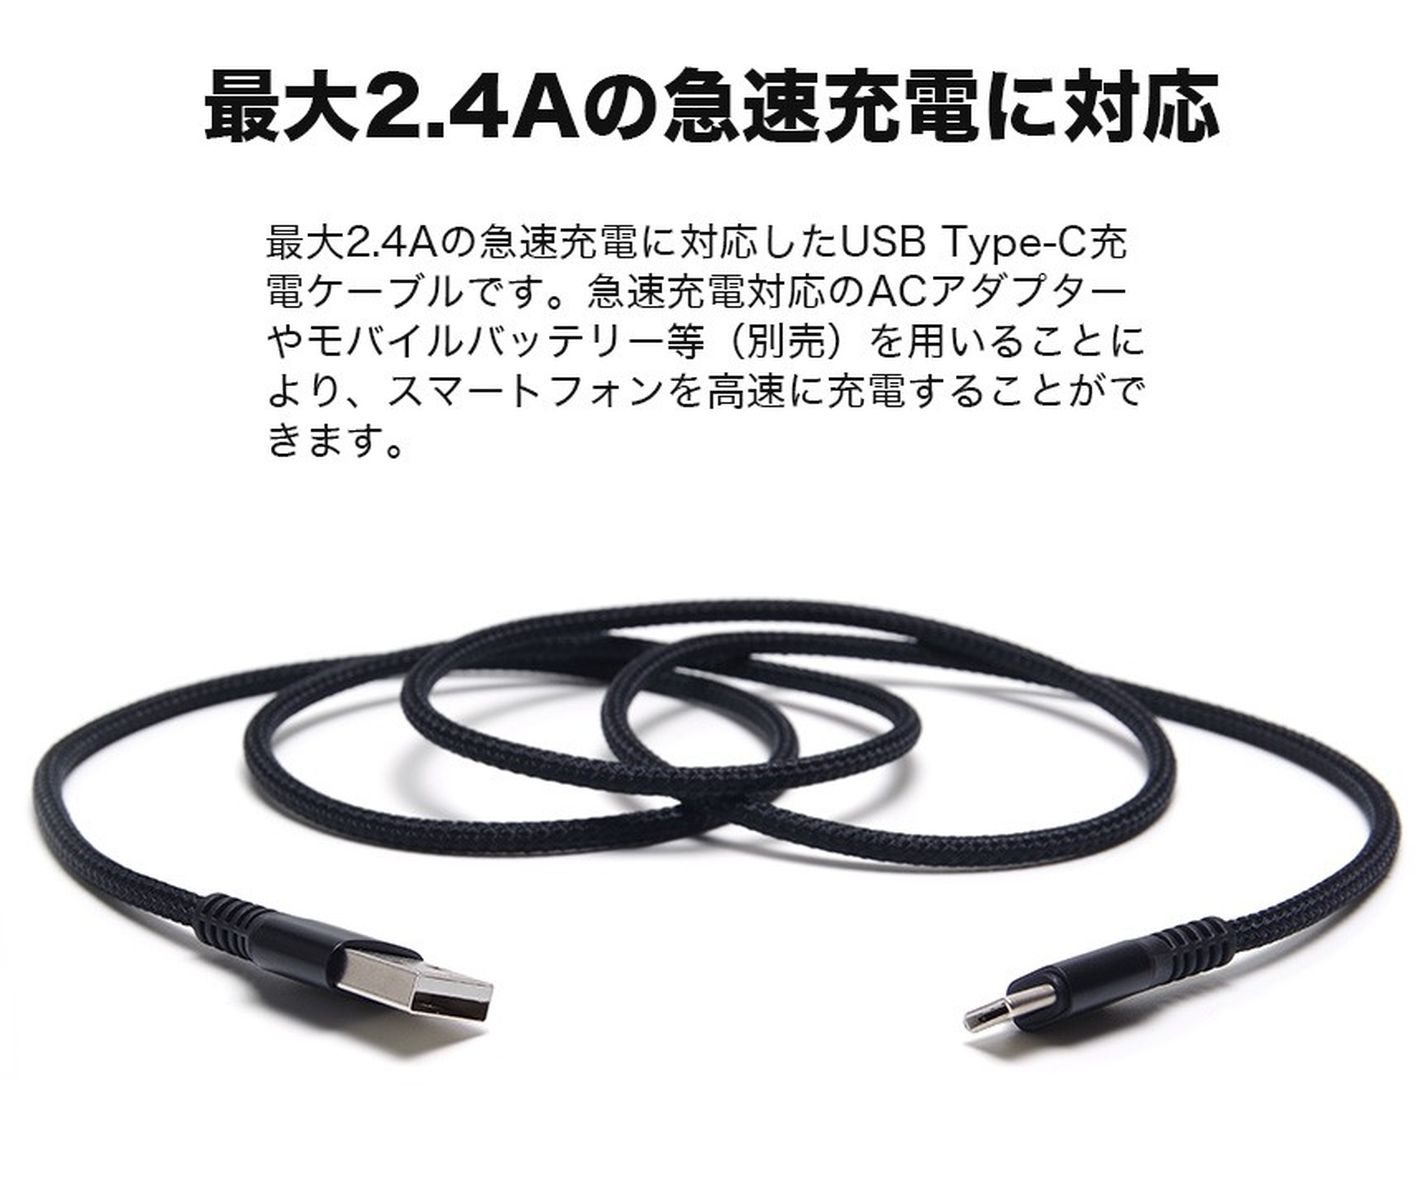 最大2.4Aの急速充電に対応
最大2.4Aの急速充電に対応したUSB Type-C充
電ケーブルです。急速充電対応のACアダプター
やモバイルバッテリー等（別売）を用いることに
より、スマートフォンを高速に充電することがで
きます。